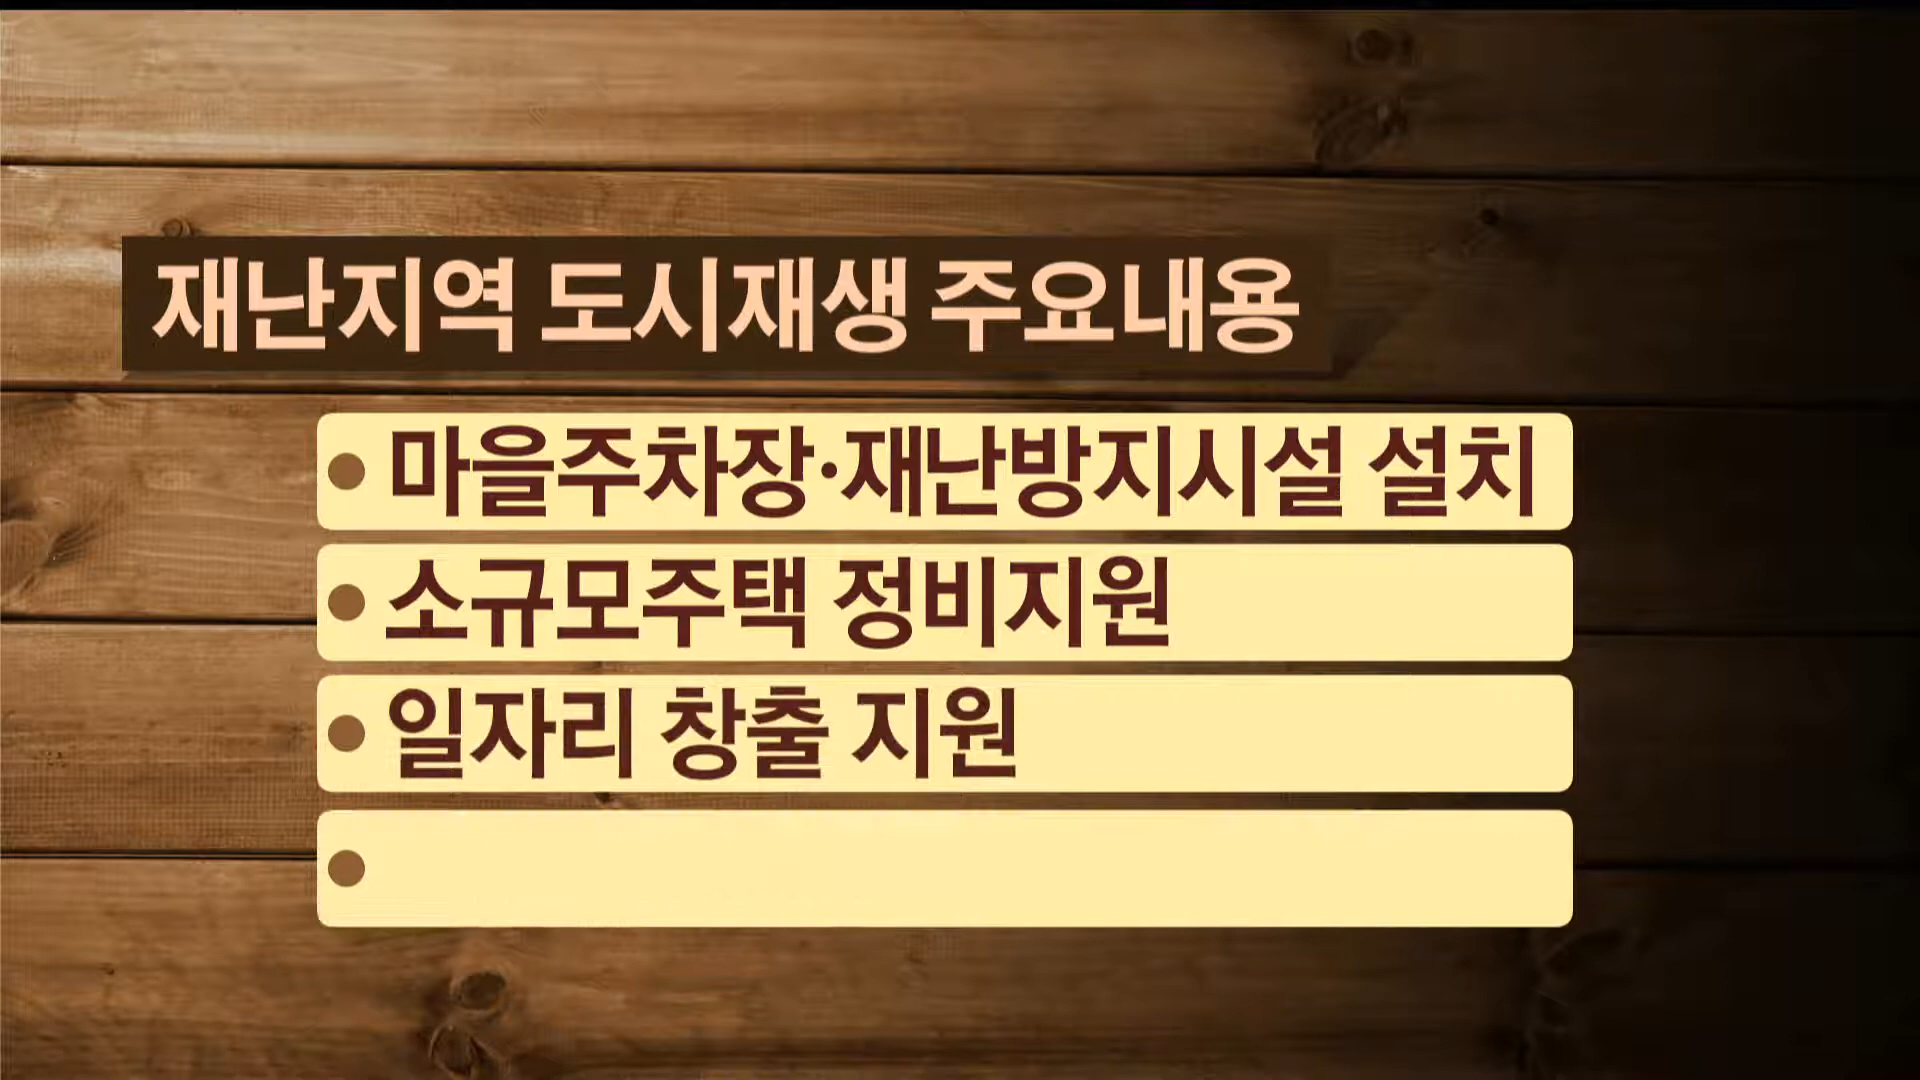 재난지역 도시재생 주요내용
● 마을주차장·재난방지시설 설치
● 소규모주택 정비지원
● 일자리 창출 지원
●